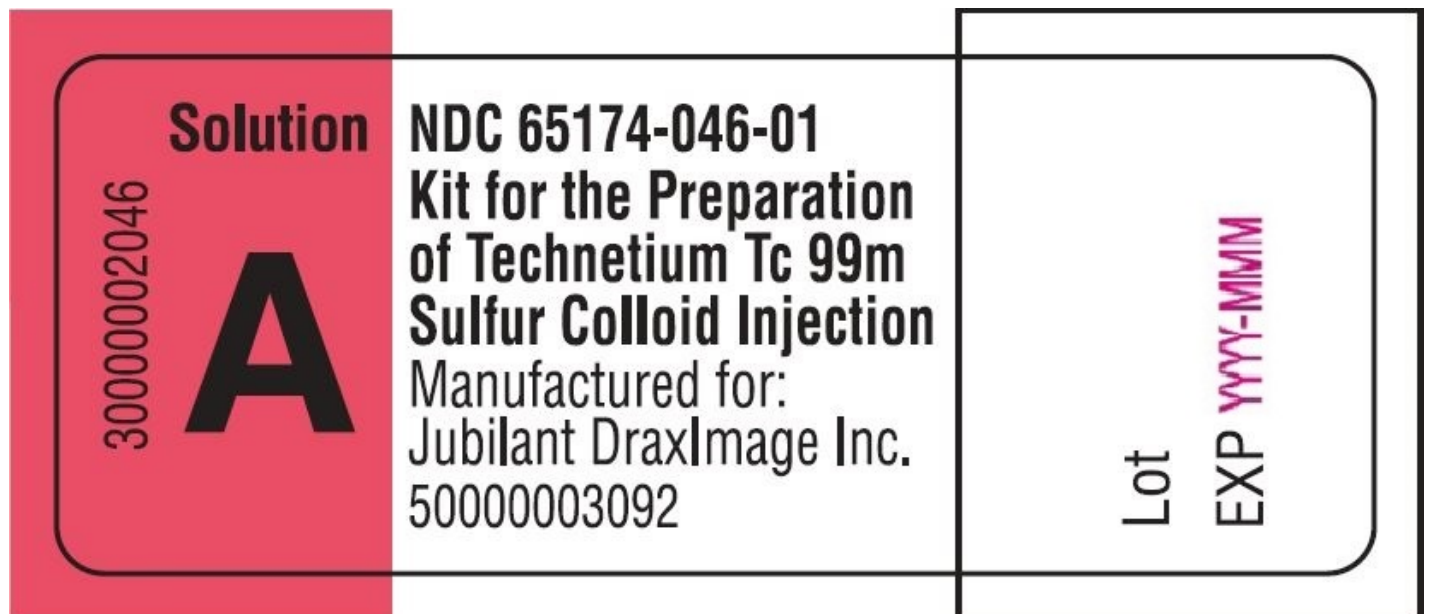 Solution
A
30000002046
NDC 65174-046-01
Kit for the Preparation
of Technetium Tc 99m
Sulfur Colloid Injection
Manufactured for:
Jubilant DraxImage Inc.
50000003092
Lot
EXP YYYY-MMM